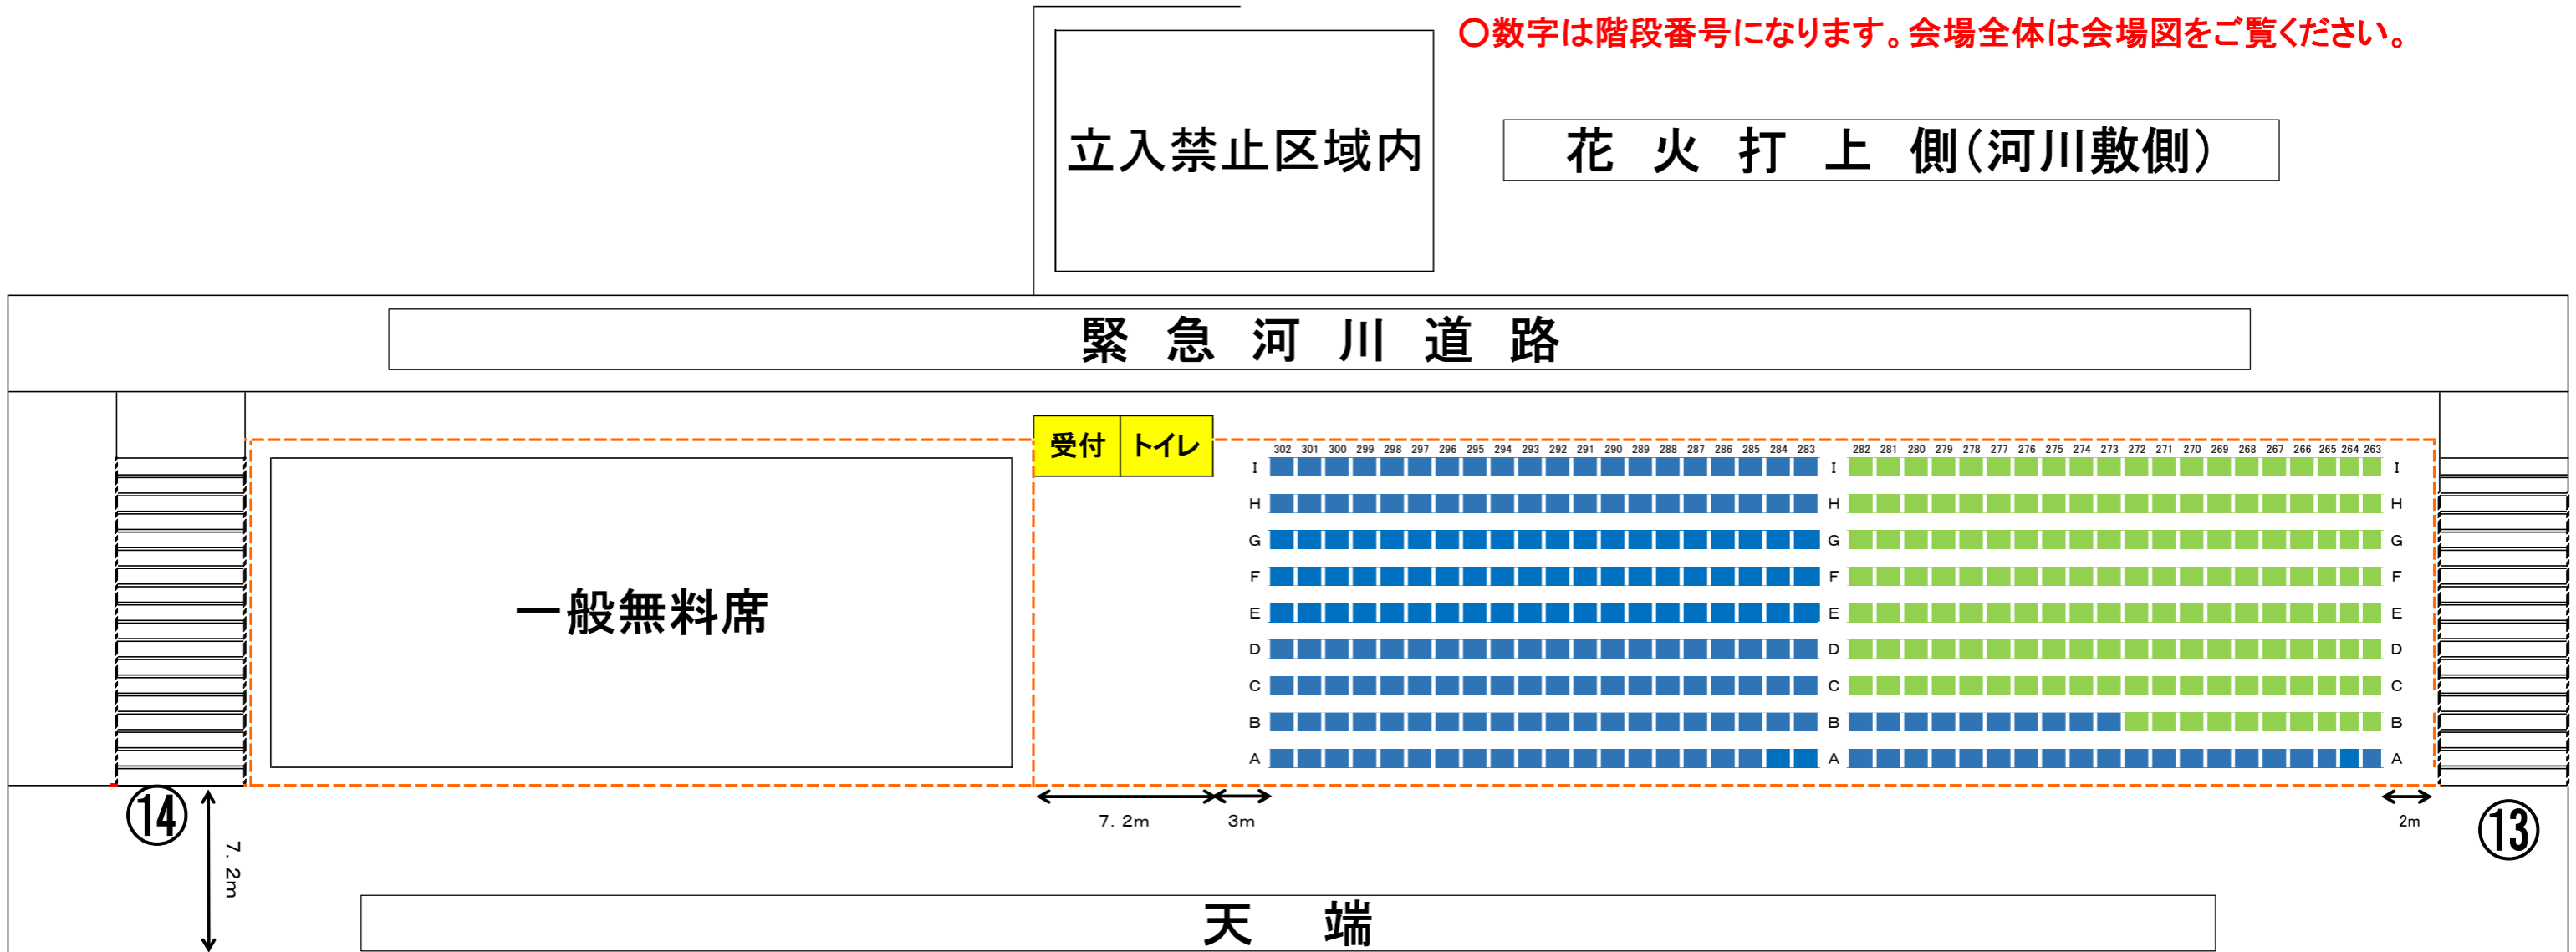 ○数字は階段番号になります。会場全体は会場図をご覧ください。
立入禁止区域内
花 火 打 上 側(河川敷側)
緊 急 河 川 道 路
受付 トイレ
302 301 300 299 298 297 296 295 294 293 292 291 290 289 288 287 286 285 284 283 282 281 280 279 278 277 276 275 274 273 272 271 270 269 268 267 266 265 264 263
I I I
H H H
G G G
F F F
一般無料席
E E E
D D D
C C C
B B B
A A A
⑭
⑬
7.2m
3m
2m
7.2m
天 端